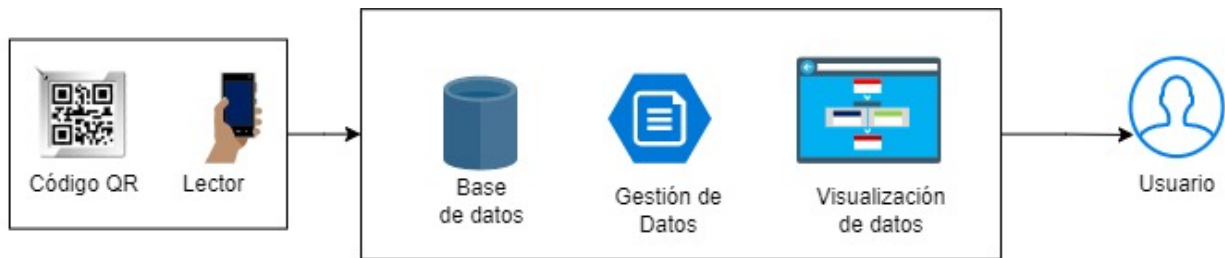 Código QR
Lector
Base
de datos
Gestión de
Datos
Visualización
de datos
Usuario